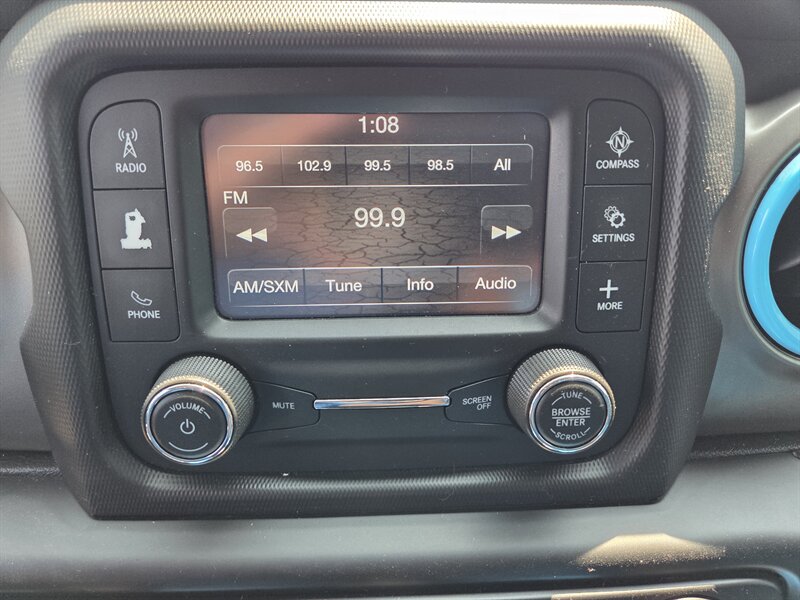 1:08
96.5 102.9 99.5 98.5 All
FM
99.9
AM/SXM Tune Info Audio
RADIO
PHONE
N
COMPASS
SETTINGS
MORE
VOLUME
MUTE
SCREEN
OFF
TUNE
BROWSE
ENTER
SCROLL